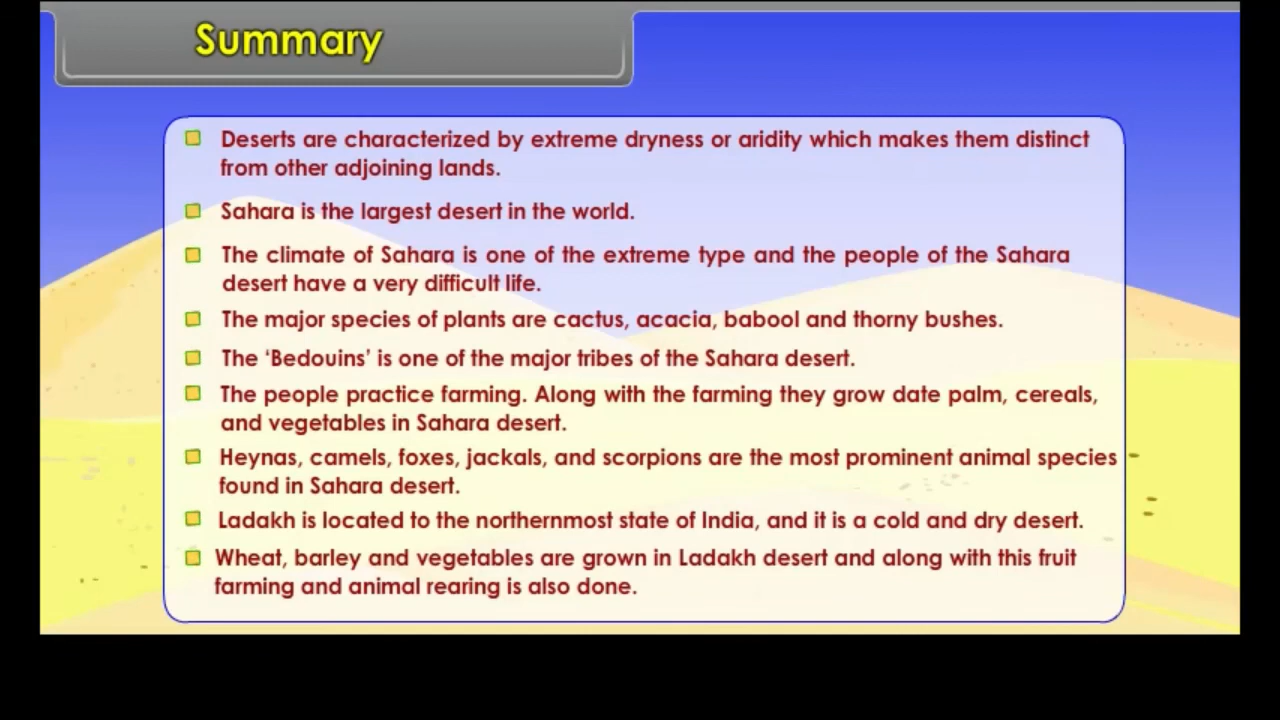 Summary
Deserts are characterized by extreme dryness or aridity which makes them distinct
from other adjoining lands.
Sahara is the largest desert in the world.
The climate of Sahara is one of the extreme type and the people of the Sahara
desert have a very difficult life.
The major species of plants are cactus, acacia, babool and thorny bushes.
The ‘Bedouins’ is one of the major tribes of the Sahara desert.
The people practice farming. Along with the farming they grow date palm, cereals,
and vegetables in Sahara desert.
Heynas, camels, foxes, jackals, and scorpions are the most prominent animal species
found in Sahara desert.
Ladakh is located to the northernmost state of India, and it is a cold and dry desert.
Wheat, barley and vegetables are grown in Ladakh desert and along with this fruit
farming and animal rearing is also done.